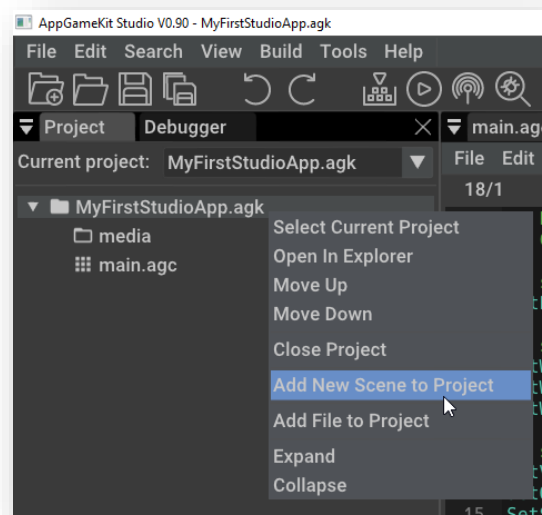 AppGameKit Studio V0.90 - MyFirstStudioApp.agk
File Edit Search View Build Tools Help
Project Debugger
Current project: MyFirstStudioApp.agk
MyFirstStudioApp.agk
media
main.agc
Select Current Project
Open In Explorer
Move Up
Move Down
Close Project
Add New Scene to Project
Add File to Project
Expand
Collapse
main.ag
File Edit
18/1
15 Set